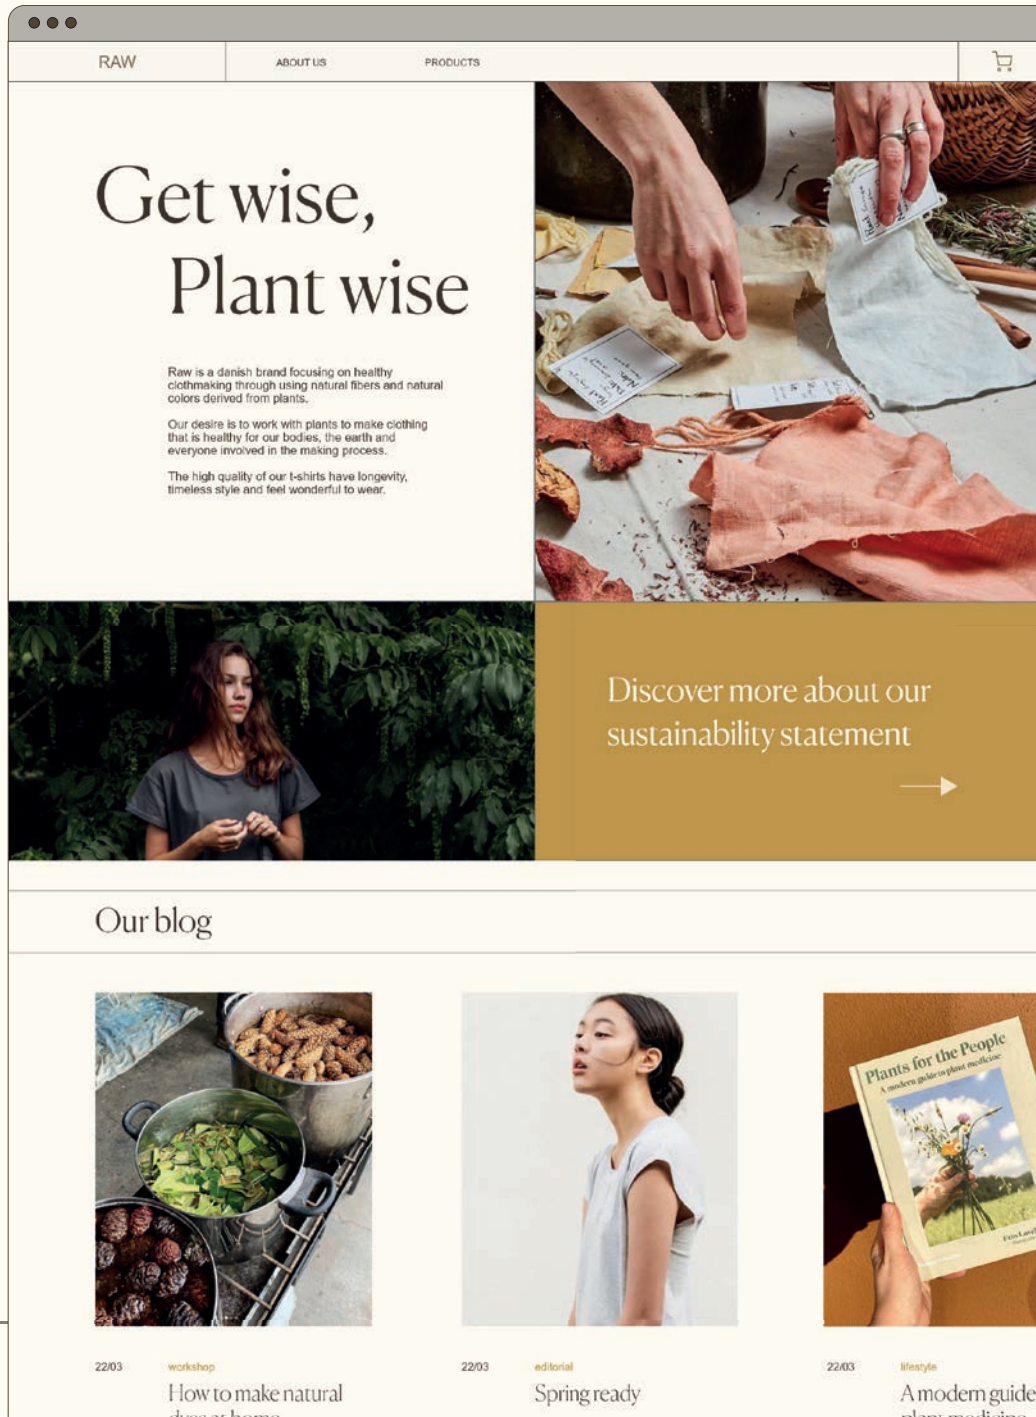 RAW
ABOUT US
PRODUCTS
Get wise,
Plant wise
Raw is a danish brand focusing on healthy
clothmaking through using natural fibers and natural
colors derived from plants.
Our desire is to work with plants to make clothing
that is healthy for our bodies, the earth and
everyone involved in the making process.
The high quality of our t-shirts have longevity,
timeless style and feel wonderful to wear.
Discover more about our
sustainability statement
Our blog
Plants for the People
A modern guide to plant medicine
22/03
workshop
How to make natural
dyes at home
22/03
editorial
Spring ready
22/03
lifestyle
A modern guide
plant medicine